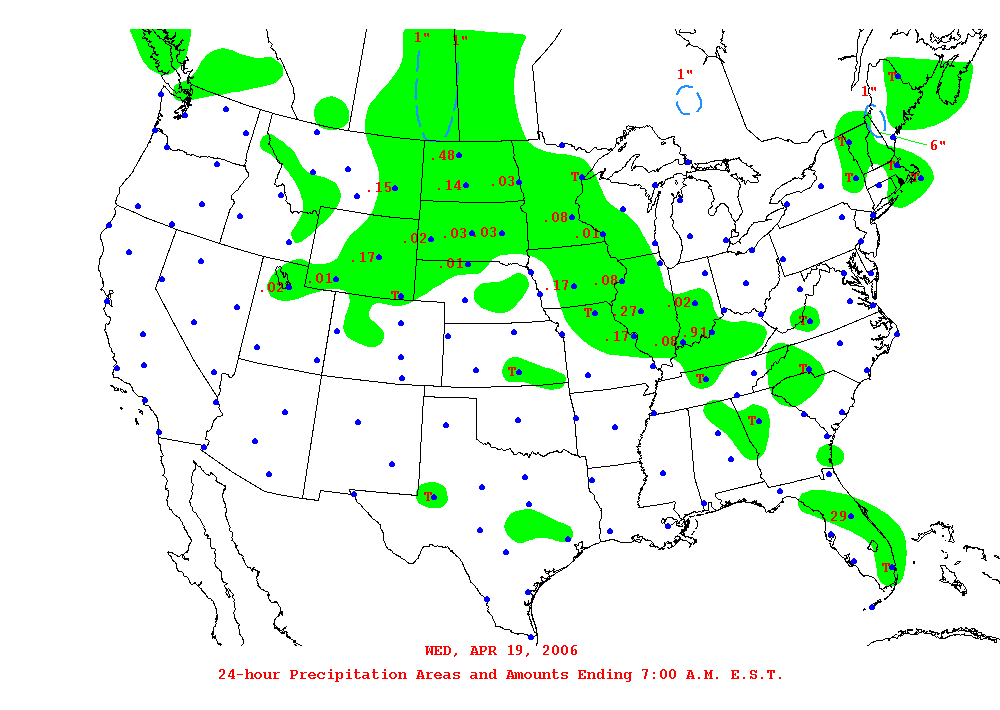 1" 1"
1"
T
1"
T 6"
.48
T
.15 .14 .03 T T T
.08
.02 .03 .03 .01
.17 .01
.02 .01 .17 .08
T .27 .02
T T
.17 .06 .91
T T T
T
T
.29
T
WED, APR 19, 2006
24-hour Precipitation Areas and Amounts Ending 7:00 A.M. E.S.T.